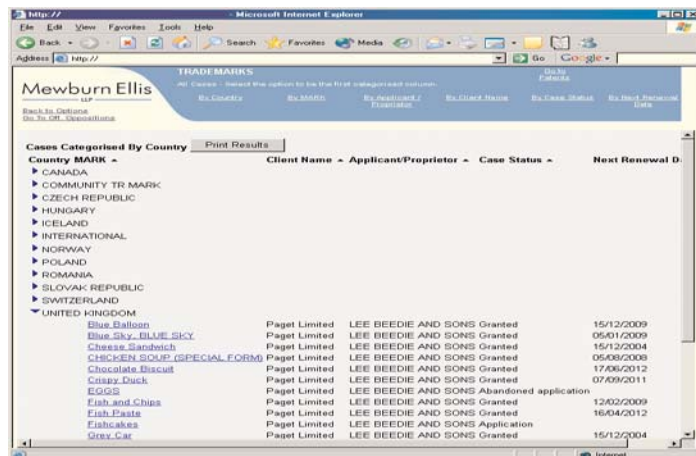 http:// - Microsoft Internet Explorer
File Edit View Favorites Tools Help
Back Search Favorites Media
Address http:// Go Google
TRADEMARKS
All Cases - Select the option to be the first categorised column.
Go to Patents
Mewburn Ellis
LLP
By Country By MARK By Applicant / Proprietor By Client Name By Case Status By Next Renewal Date
Back to Options
Go To Off. Oppositions
Cases Categorised By Country Print Results
Country MARK Client Name Applicant/Proprietor Case Status Next Renewal D
CANADA
COMMUNITY TR MARK
CZECH REPUBLIC
HUNGARY
ICELAND
INTERNATIONAL
NORWAY
POLAND
ROMANIA
SLOVAK REPUBLIC
SWITZERLAND
UNITED KINGDOM
Blue Balloon Paget Limited LEE BEEDIE AND SONS Granted 15/12/2009
Blue Sky, BLUE SKY Paget Limited LEE BEEDIE AND SONS Granted 05/01/2009
Cheese Sandwich Paget Limited LEE BEEDIE AND SONS Granted 15/12/2004
CHICKEN SOUP (SPECIAL FORM) Paget Limited LEE BEEDIE AND SONS Granted 05/08/2008
Chocolate Biscuit Paget Limited LEE BEEDIE AND SONS Granted 17/06/2012
Crispy Duck Paget Limited LEE BEEDIE AND SONS Granted 07/09/2011
EGGS Paget Limited LEE BEEDIE AND SONS Abandoned application
Fish and Chips Paget Limited LEE BEEDIE AND SONS Granted 12/02/2009
Fish Paste Paget Limited LEE BEEDIE AND SONS Granted 16/04/2012
Fishcakes Paget Limited LEE BEEDIE AND SONS Application
Grey Car Paget Limited LEE BEEDIE AND SONS Granted 15/12/2004
Internet